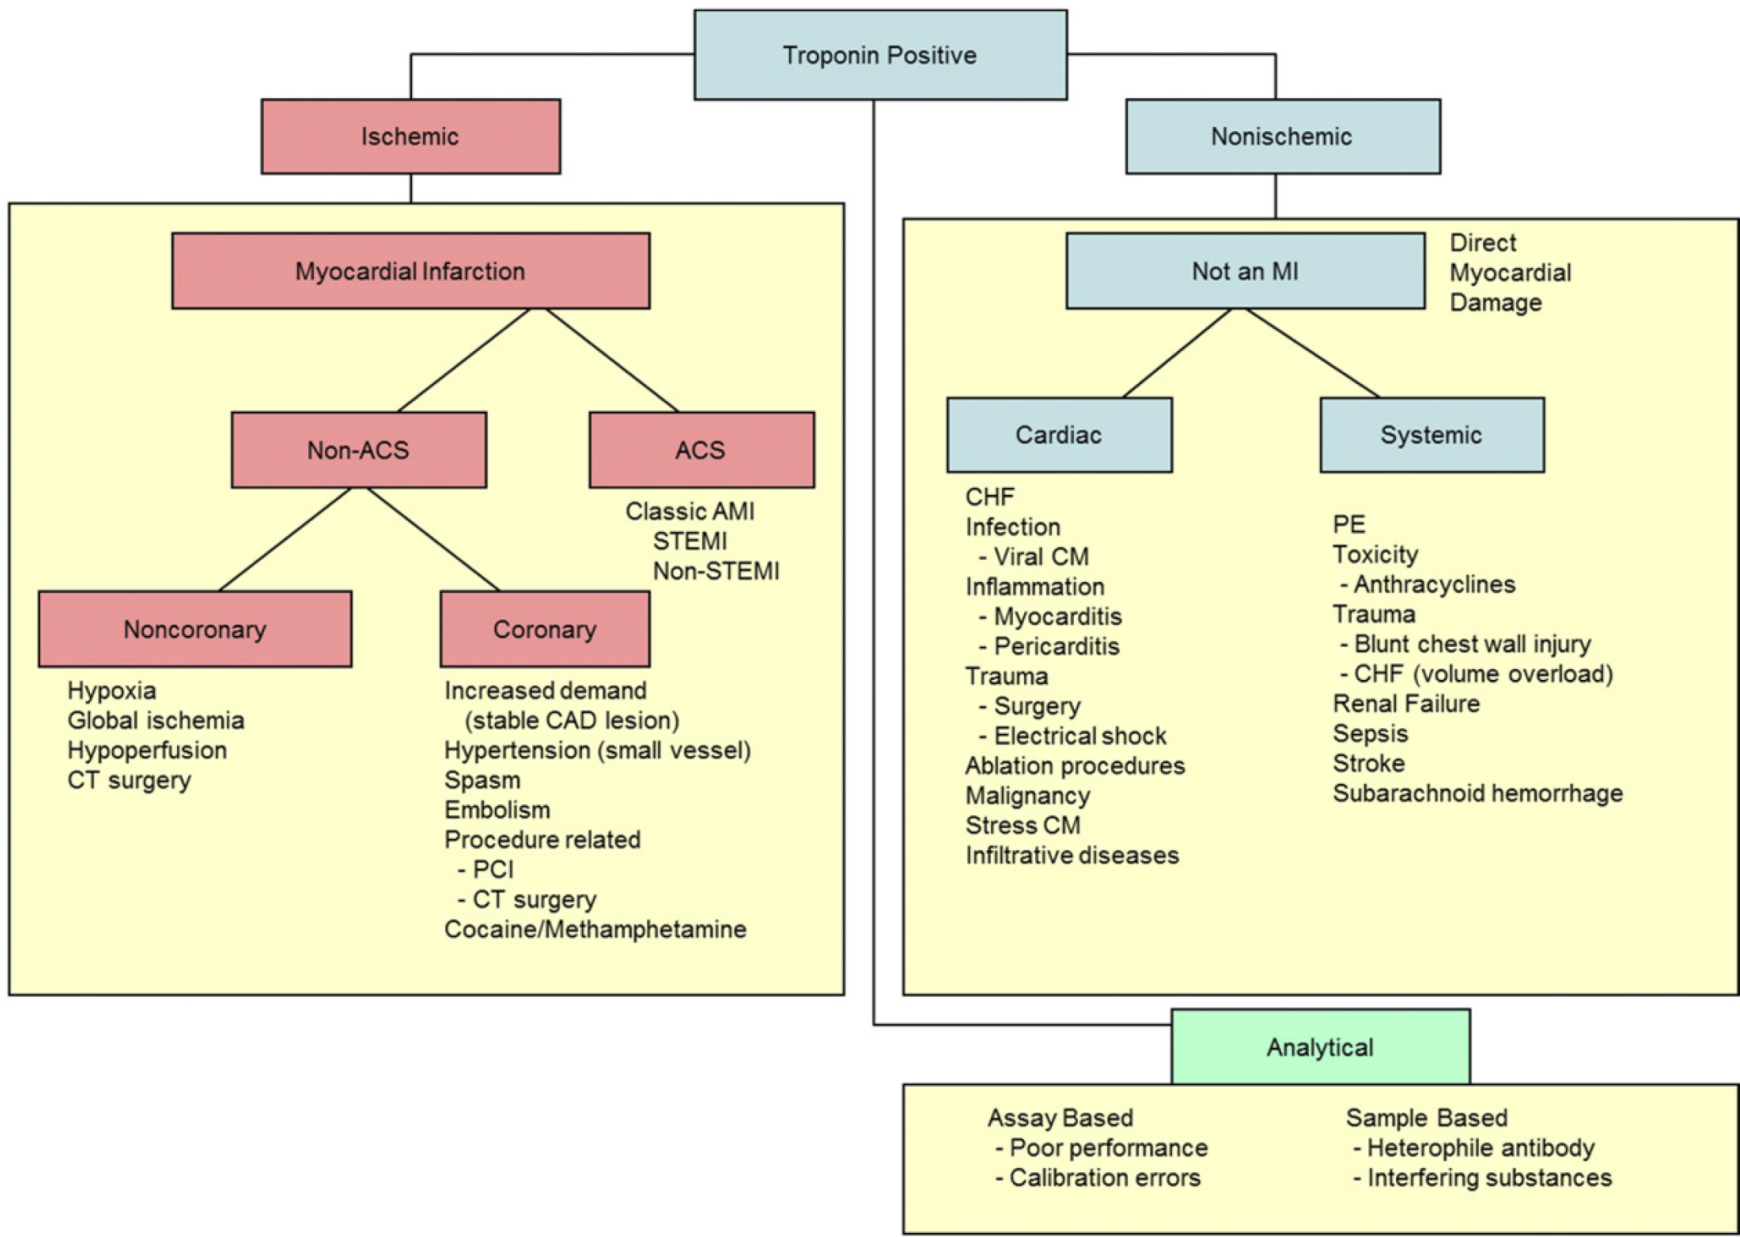 Troponin Positive
Ischemic
Nonischemic
Myocardial Infarction
Non-ACS
ACS
Classic AMI
STEMI
Non-STEMI
Noncoronary
Hypoxia
Global ischemia
Hypoperfusion
CT surgery
Coronary
Increased demand
(stable CAD lesion)
Hypertension (small vessel)
Spasm
Embolism
Procedure related
- PCI
- CT surgery
Cocaine/Methamphetamine
Not an MI
Direct
Myocardial
Damage
Cardiac
CHF
Infection
- Viral CM
Inflammation
- Myocarditis
- Pericarditis
Trauma
- Surgery
- Electrical shock
Ablation procedures
Malignancy
Stress CM
Infiltrative diseases
Systemic
PE
Toxicity
- Anthracyclines
Trauma
- Blunt chest wall injury
- CHF (volume overload)
Renal Failure
Sepsis
Stroke
Subarachnoid hemorrhage
Analytical
Assay Based
- Poor performance
- Calibration errors
Sample Based
- Heterophile antibody
- Interfering substances